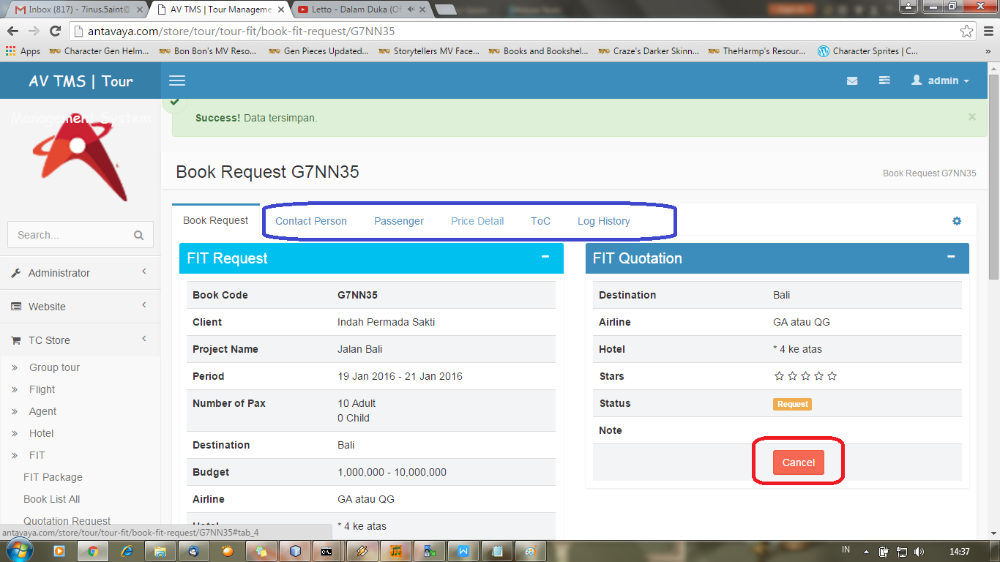 Inbox (817) - 7inus.5aint@
AV TMS | Tour Manageme
Letto - Dalam Duka (Of
antavaya.com/store/tour/tour-fit/book-fit-request/G7NN35
Apps
Character Gen Helm...
Bon Bon's MV Reso...
Gen Pieces Updated...
Storytellers MV Face...
Books and Bookshel...
Craze's Darker Skinn...
TheHarmp's Resour...
Character Sprites | C...
»
AV TMS | Tour
Management System
admin
Success! Data tersimpan.
×
Book Request G7NN35
Book Request G7NN35
Search...
Administrator
Website
TC Store
Group tour
Flight
Agent
Hotel
FIT
FIT Package
Book List All
Quotation Request
Book Request
Contact Person
Passenger
Price Detail
ToC
Log History
FIT Request
Book Code G7NN35
Client Indah Permada Sakti
Project Name Jalan Bali
Period 19 Jan 2016 - 21 Jan 2016
Number of Pax 10 Adult
0 Child
Destination Bali
Budget 1,000,000 - 10,000,000
Airline GA atau QG
Hotel * 4 ke atas
FIT Quotation
Destination Bali
Airline GA atau QG
Hotel * 4 ke atas
Stars
Status Request
Note
Cancel
antavaya.com/store/tour/tour-fit/book-fit-request/G7NN35#tab_4
IN
14:37